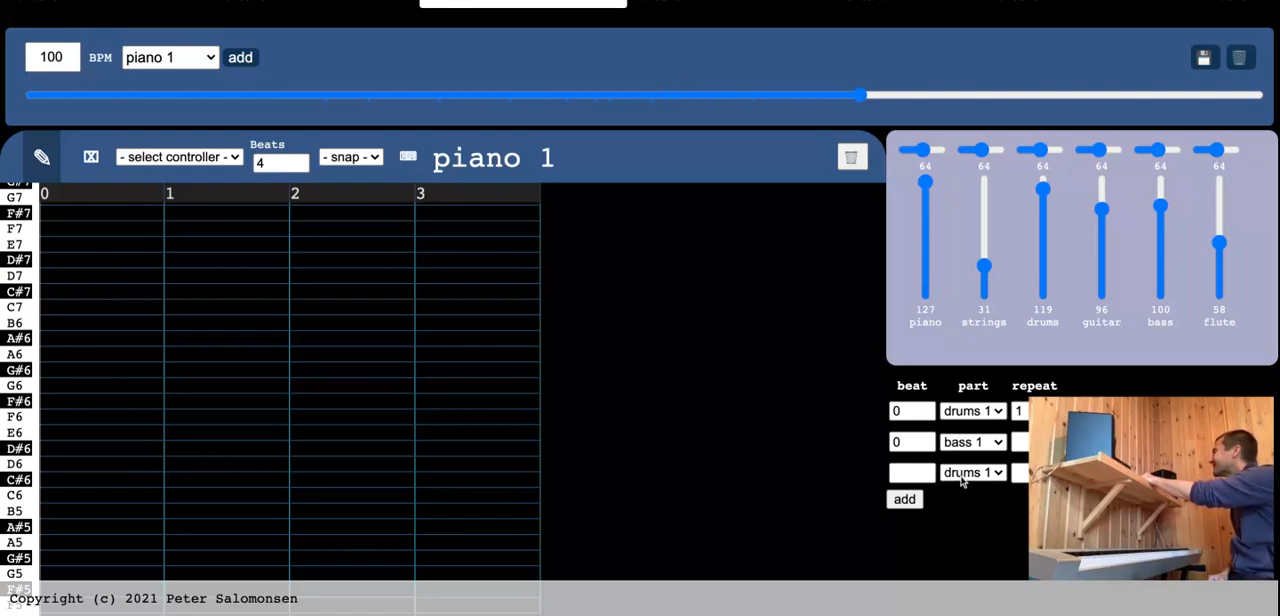 100 BPM piano 1 add
- select controller - Beats 4 - snap - piano 1
0 1 2 3
G7
F#7
F7
E7
D#7
D7
C#7
C7
B6
A#6
A6
G#6
G6
F#6
F6
E6
D#6
D6
C#6
C6
B5
A#5
A5
G#5
G5
F#5
64 64 64 64 64 64
127 31 119 96 100 58
piano strings drums guitar bass flute
beat part repeat
0 drums 1 1
0 bass 1
drums 1
add
Copyright (c) 2021 Peter Salomonsen